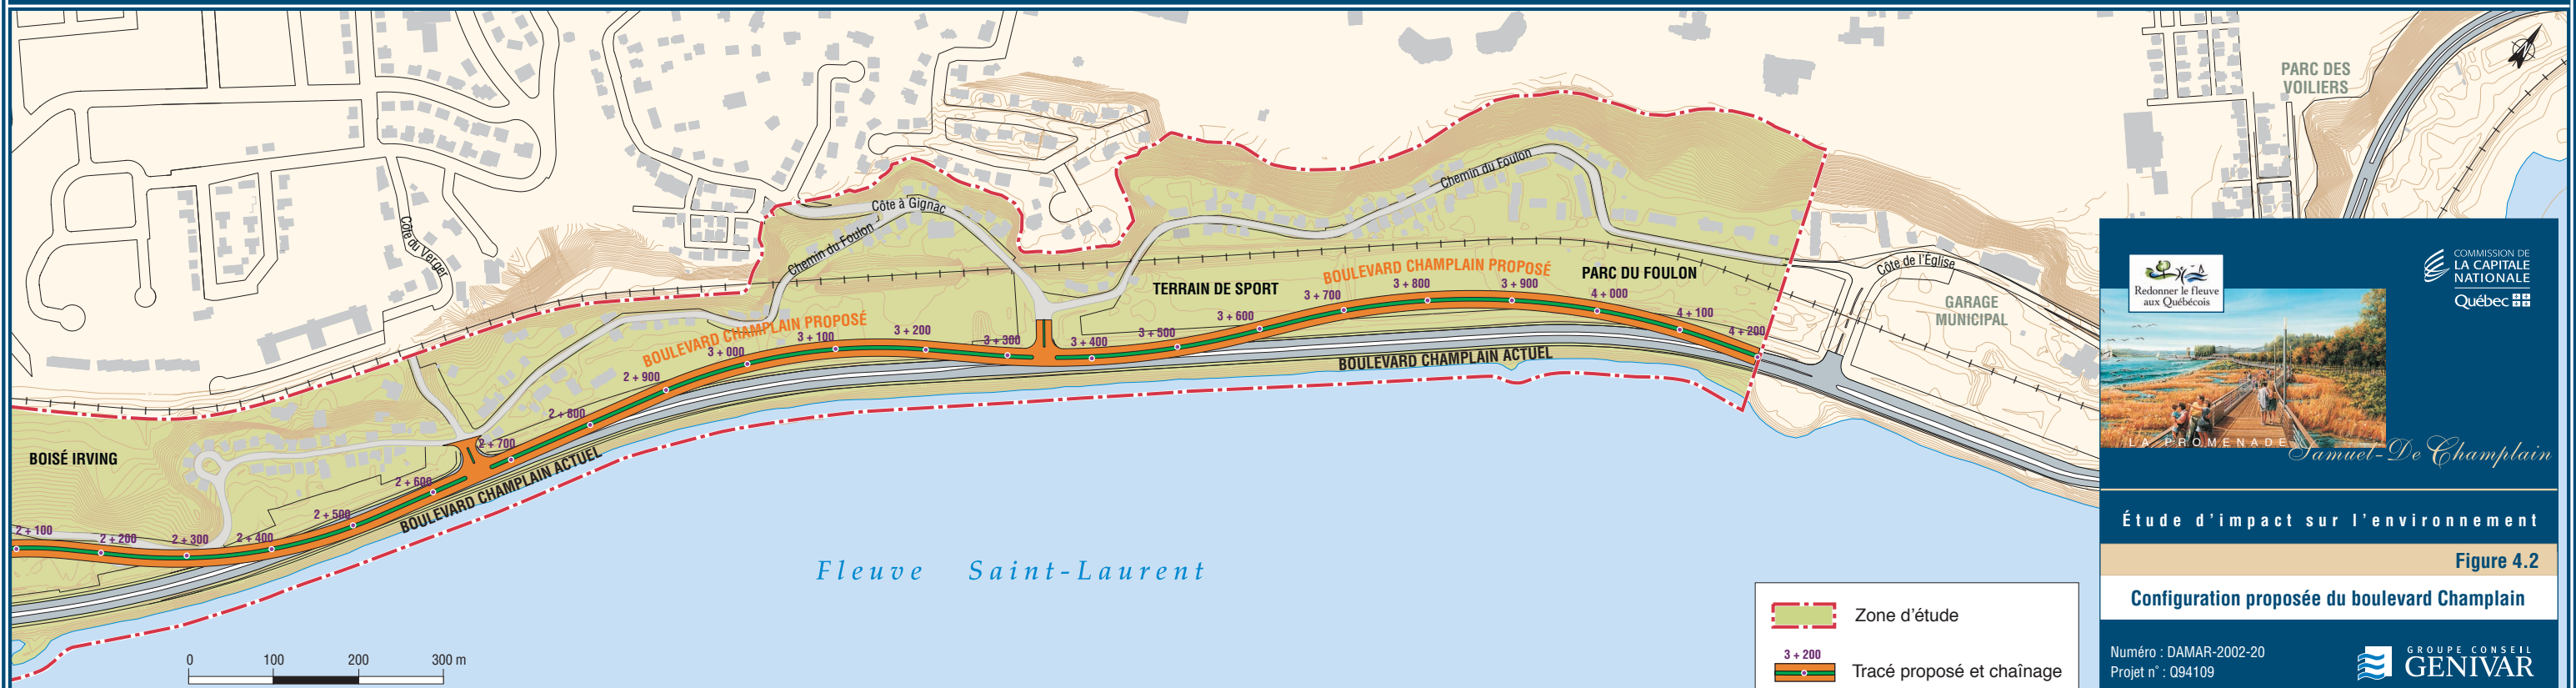 PARC DES
VOILIERS
Côte du Verger
Côte à Gignac
Chemin du Foulon
Chemin du Foulon
Côte de l'Église
GARAGE
MUNICIPAL
TERRAIN DE SPORT
PARC DU FOULON
BOISÉ IRVING
BOULEVARD CHAMPLAIN PROPOSÉ
BOULEVARD CHAMPLAIN PROPOSÉ
BOULEVARD CHAMPLAIN ACTUEL
BOULEVARD CHAMPLAIN ACTUEL
2 + 100
2 + 200
2 + 300
2 + 400
2 + 500
2 + 600
2 + 700
2 + 800
2 + 900
3 + 000
3 + 100
3 + 200
3 + 300
3 + 400
3 + 500
3 + 600
3 + 700
3 + 800
3 + 900
4 + 000
4 + 100
4 + 200
Fleuve Saint-Laurent
0 100 200 300 m
Zone d'étude
3 + 200
Tracé proposé et chaînage
Redonner le fleuve
aux Québécois
COMMISSION DE
LA CAPITALE
NATIONALE
Québec
LA PROMENADE
Samuel-De Champlain
Étude d'impact sur l'environnement
Figure 4.2
Configuration proposée du boulevard Champlain
Numéro : DAMAR-2002-20
Projet n° : Q94109
GROUPE CONSEIL
GENIVAR